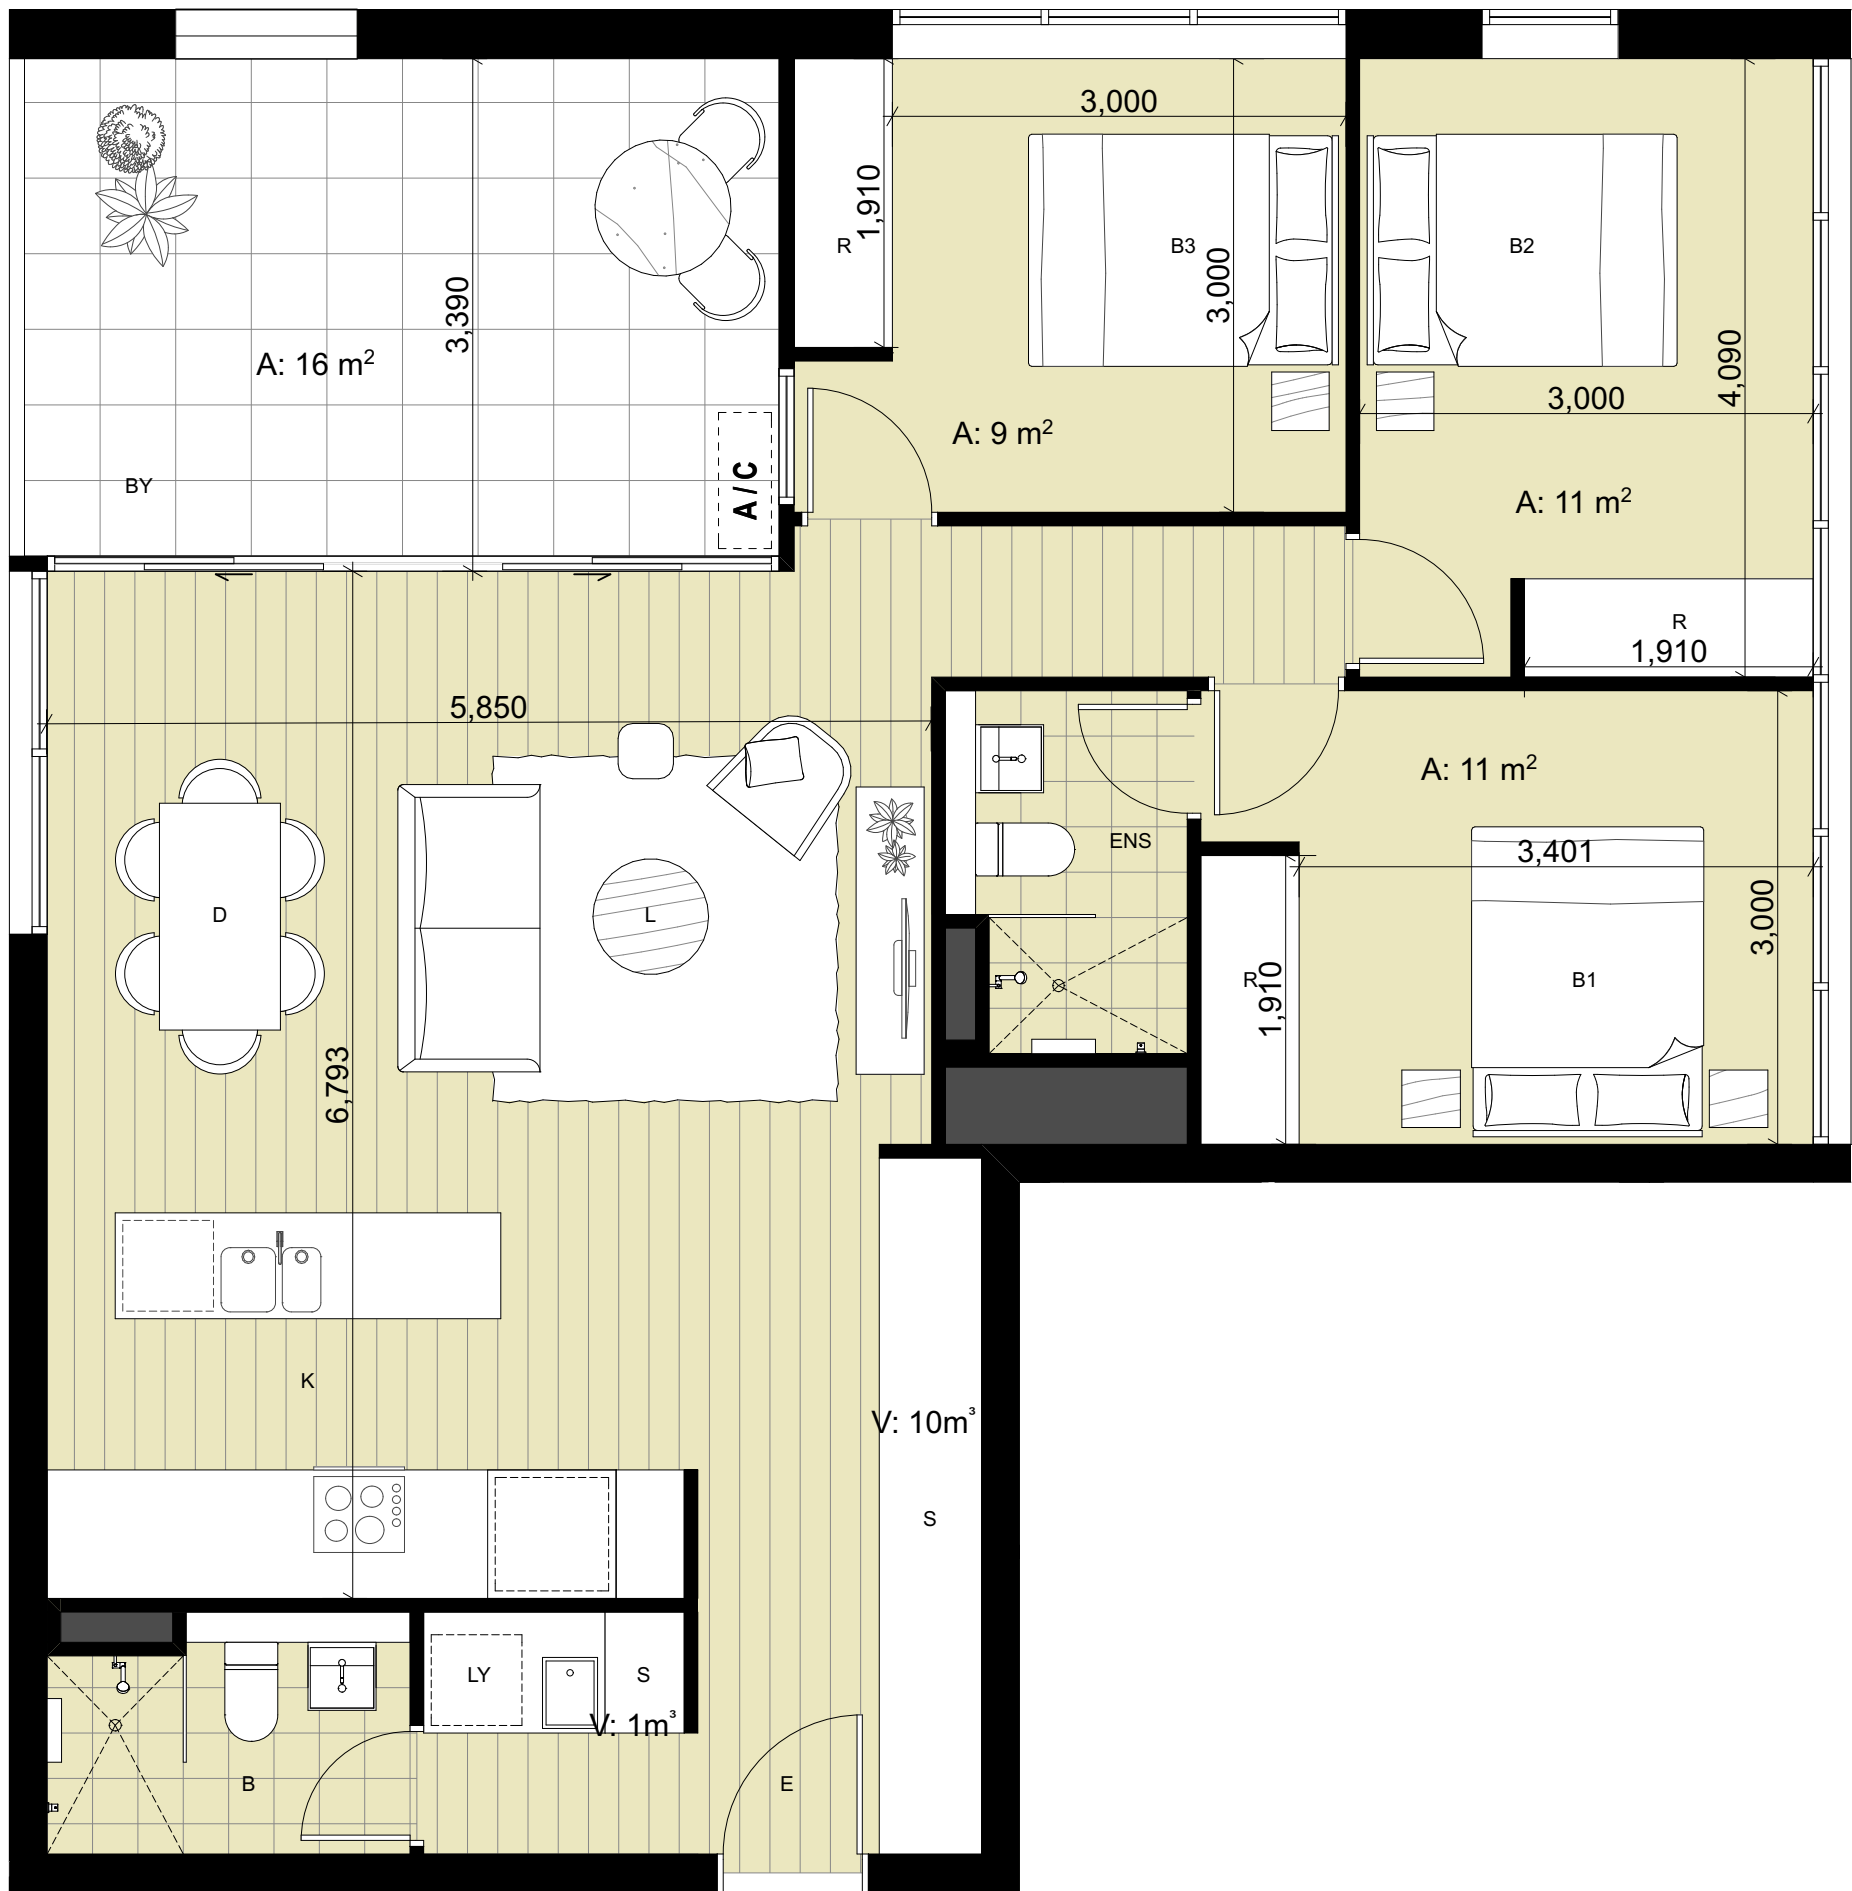 3,000
1,910
R
B3
B2
3,000
3,390
4,090
A: 16 m²
3,000
A: 9 m²
BY
A / C
A: 11 m²
R
1,910
5,850
A: 11 m²
ENS
3,401
D
L
3,000
R
1,910
B1
6,793
K
V: 10m³
S
LY
S
V: 1m³
B
E